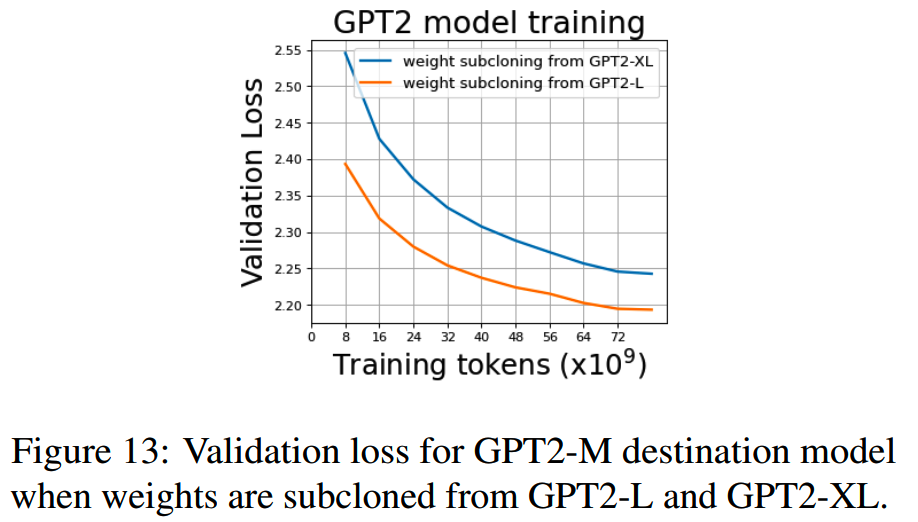 GPT2 model training
2.55
2.50
2.45
2.40
2.35
2.30
2.25
2.20
Validation Loss
weight subcloning from GPT2-XL
weight subcloning from GPT2-L
0 8 16 24 32 40 48 56 64 72
Training tokens (x10⁹)
Figure 13: Validation loss for GPT2-M destination model
when weights are subcloned from GPT2-L and GPT2-XL.